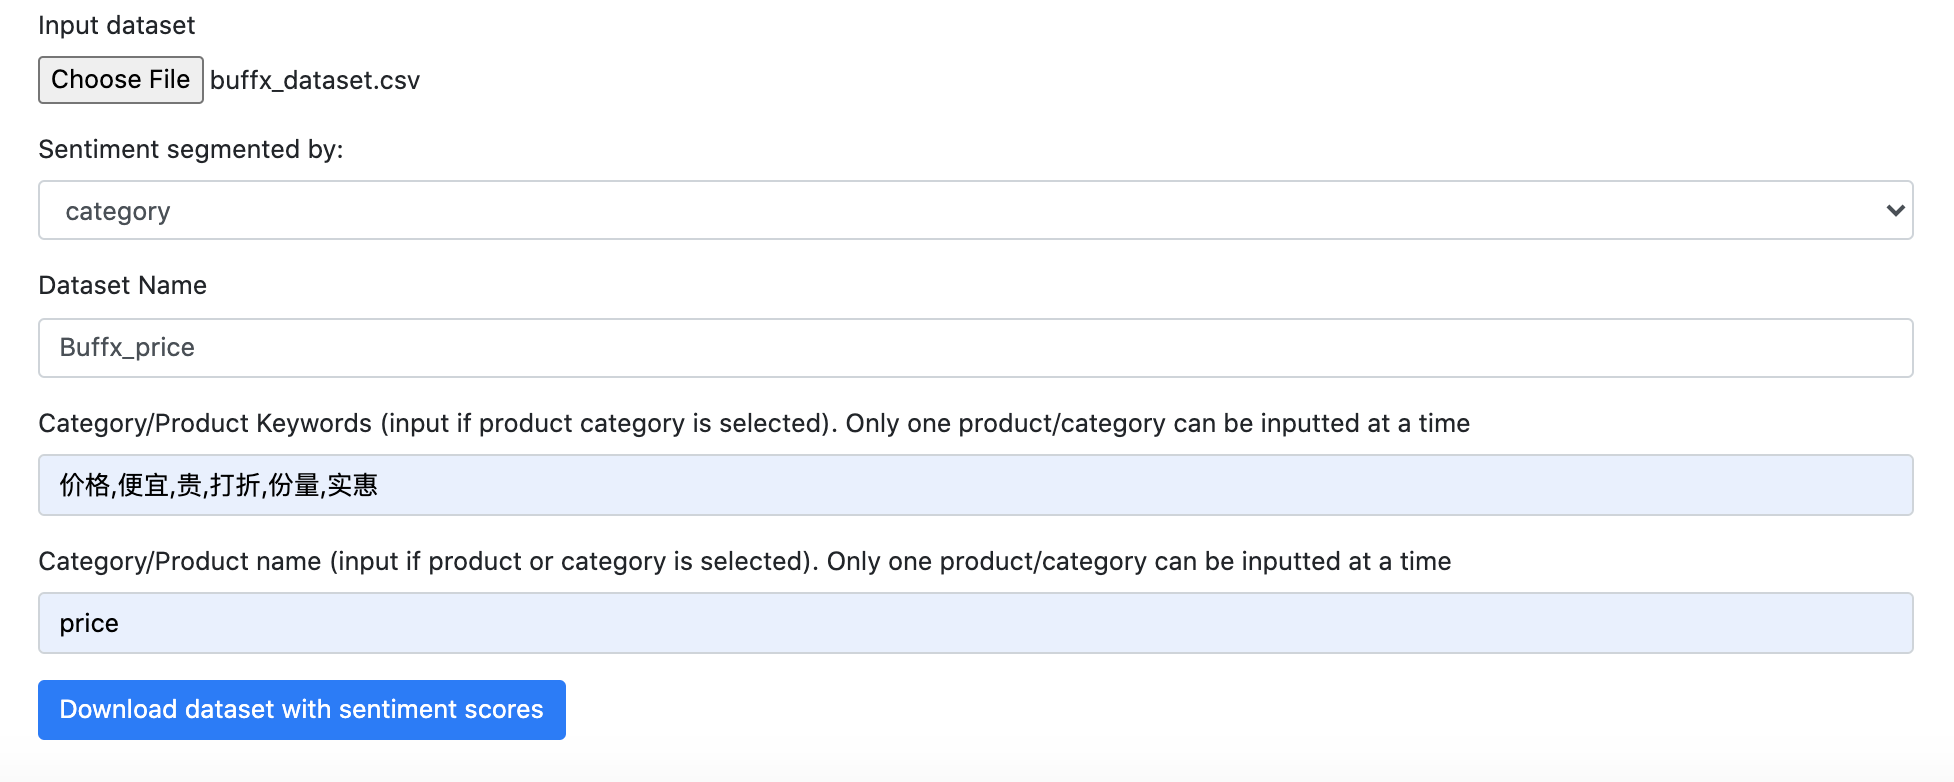 Input dataset
Choose File buffx_dataset.csv
Sentiment segmented by:
category
Dataset Name
Buffx_price
Category/Product Keywords (input if product category is selected). Only one product/category can be inputted at a time
价格,便宜,贵,打折,份量,实惠
Category/Product name (input if product or category is selected). Only one product/category can be inputted at a time
price
Download dataset with sentiment scores